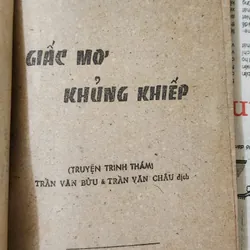 GIẤC MƠ
KHỦNG KHIẾP
(TRUYỆN TRINH THÁM)
TRẦN VĂN BỬU & TRẦN VĂN CHÂU dịch